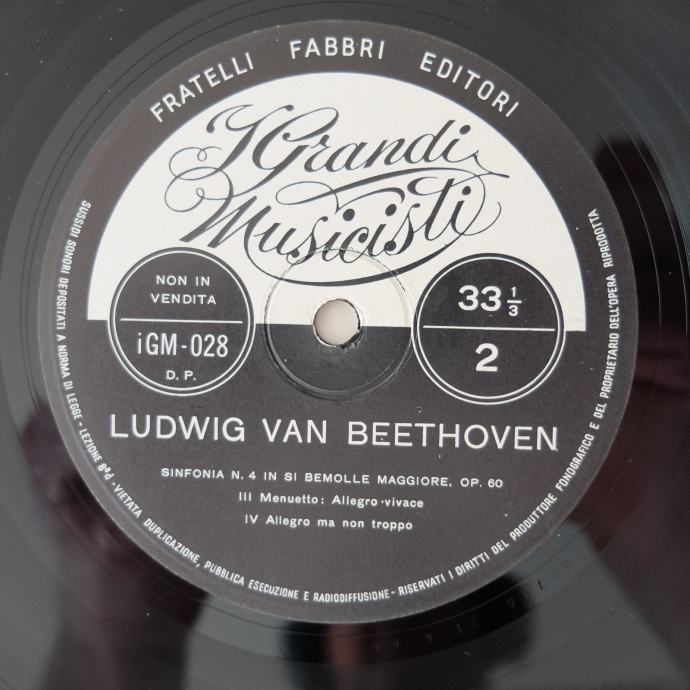 FRATELLI FABBRI EDITORI
I Grandi
Musicisti
NON IN
VENDITA
iGM-028
D. P.
33 1/3
2
LUDWIG VAN BEETHOVEN
SINFONIA N. 4 IN SI BEMOLLE MAGGIORE, OP. 60
III Menuetto: Allegro vivace
IV Allegro ma non troppo
SUSSIDI SONORI DEPOSITATI A NORMA DI LEGGE - LEZIONE 8ª d - VIETATA DUPLICAZIONE, PUBBLICA ESECUZIONE E RADIODIFFUSIONE - RISERVATI I DIRITTI DEL PRODUTTORE FONOGRAFICO E DEL PROPRIETARIO DELL'OPERA RIPRODOTTA